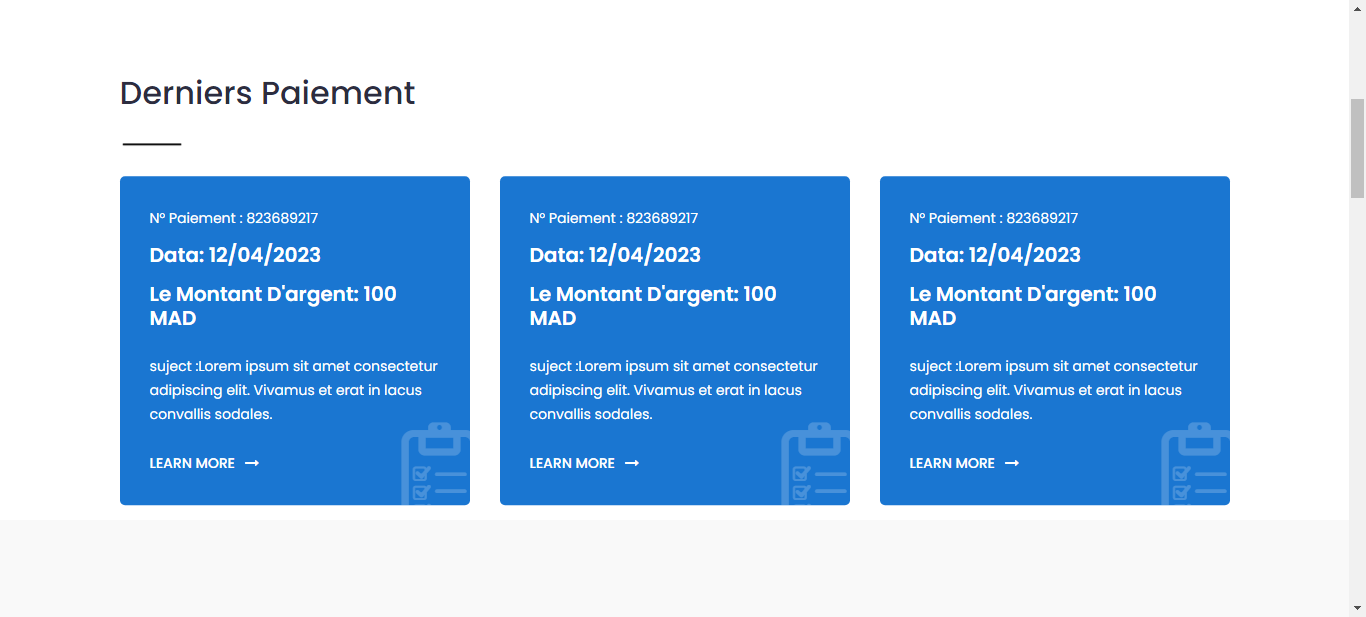 Derniers Paiement
N° Paiement : 823689217
Data: 12/04/2023
Le Montant D'argent: 100
MAD
suject :Lorem ipsum sit amet consectetur
adipiscing elit. Vivamus et erat in lacus
convallis sodales.
LEARN MORE
N° Paiement : 823689217
Data: 12/04/2023
Le Montant D'argent: 100
MAD
suject :Lorem ipsum sit amet consectetur
adipiscing elit. Vivamus et erat in lacus
convallis sodales.
LEARN MORE
N° Paiement : 823689217
Data: 12/04/2023
Le Montant D'argent: 100
MAD
suject :Lorem ipsum sit amet consectetur
adipiscing elit. Vivamus et erat in lacus
convallis sodales.
LEARN MORE